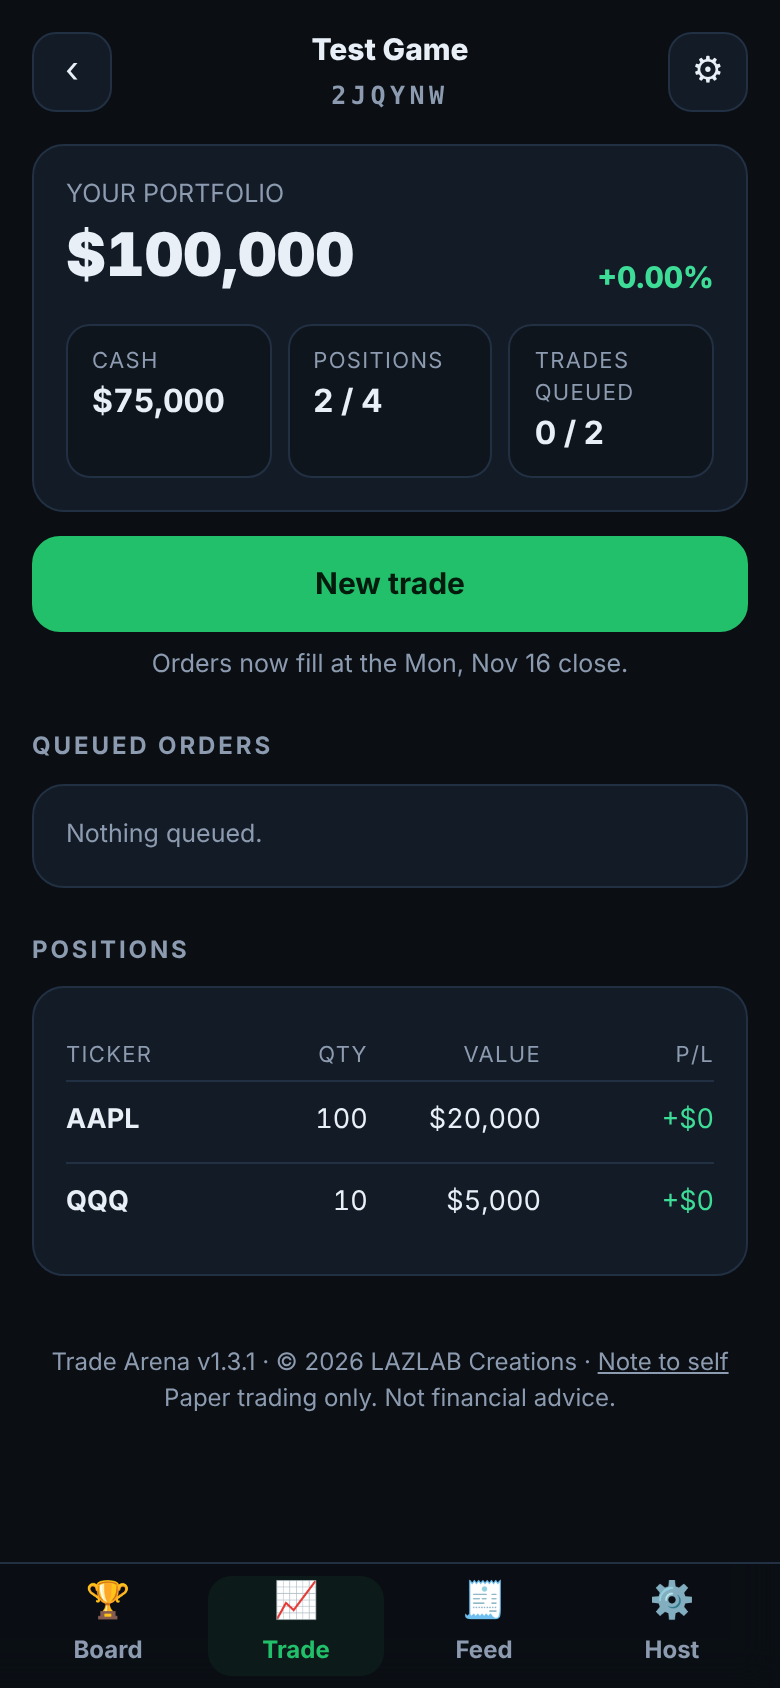 ‹
Test Game
2JQYNW
YOUR PORTFOLIO
$100,000
+0.00%
CASH
$75,000
POSITIONS
2 / 4
TRADES
QUEUED
0 / 2
New trade
Orders now fill at the Mon, Nov 16 close.
QUEUED ORDERS
Nothing queued.
POSITIONS
TICKER QTY VALUE P/L
AAPL 100 $20,000 +$0
QQQ 10 $5,000 +$0
Trade Arena v1.3.1 · © 2026 LAZLAB Creations · Note to self
Paper trading only. Not financial advice.
Board Trade Feed Host